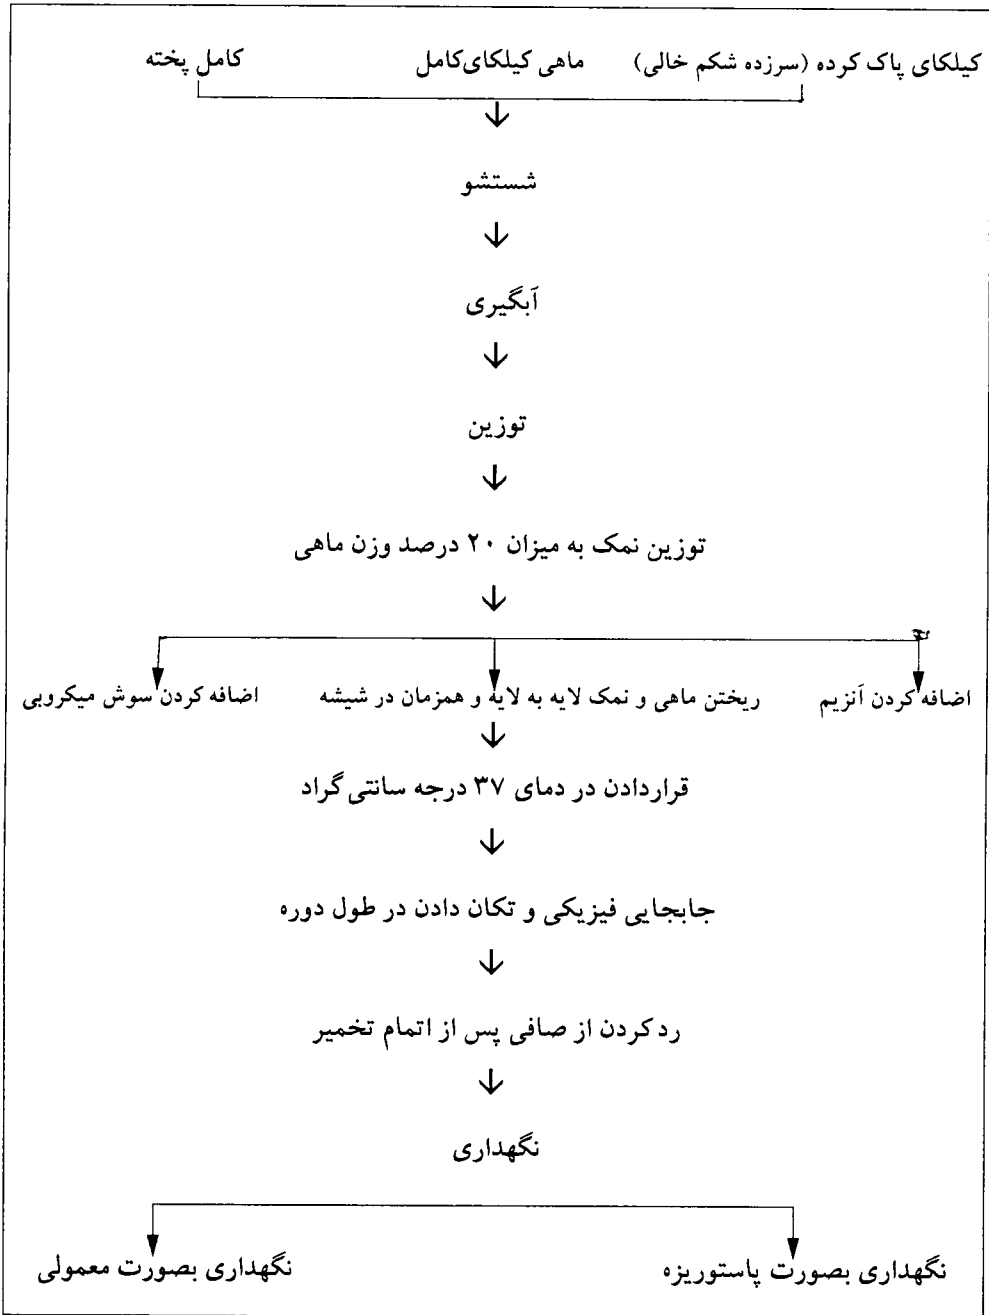 کیلکای پاک کرده (سرزده شکم خالی) ماهی کیلکای‌کامل کامل پخته
شستشو
آبگیری
توزین
توزین نمک به میزان ۲۰ درصد وزن ماهی
اضافه کردن آنزیم ریختن ماهی و نمک لایه به لایه و همزمان در شیشه اضافه کردن سوش میکروبی
قراردادن در دمای ۳۷ درجه سانتی‌گراد
جابجایی فیزیکی و تکان دادن در طول دوره
رد کردن از صافی پس از اتمام تخمیر
نگهداری
نگهداری بصورت پاستوریزه نگهداری بصورت معمولی